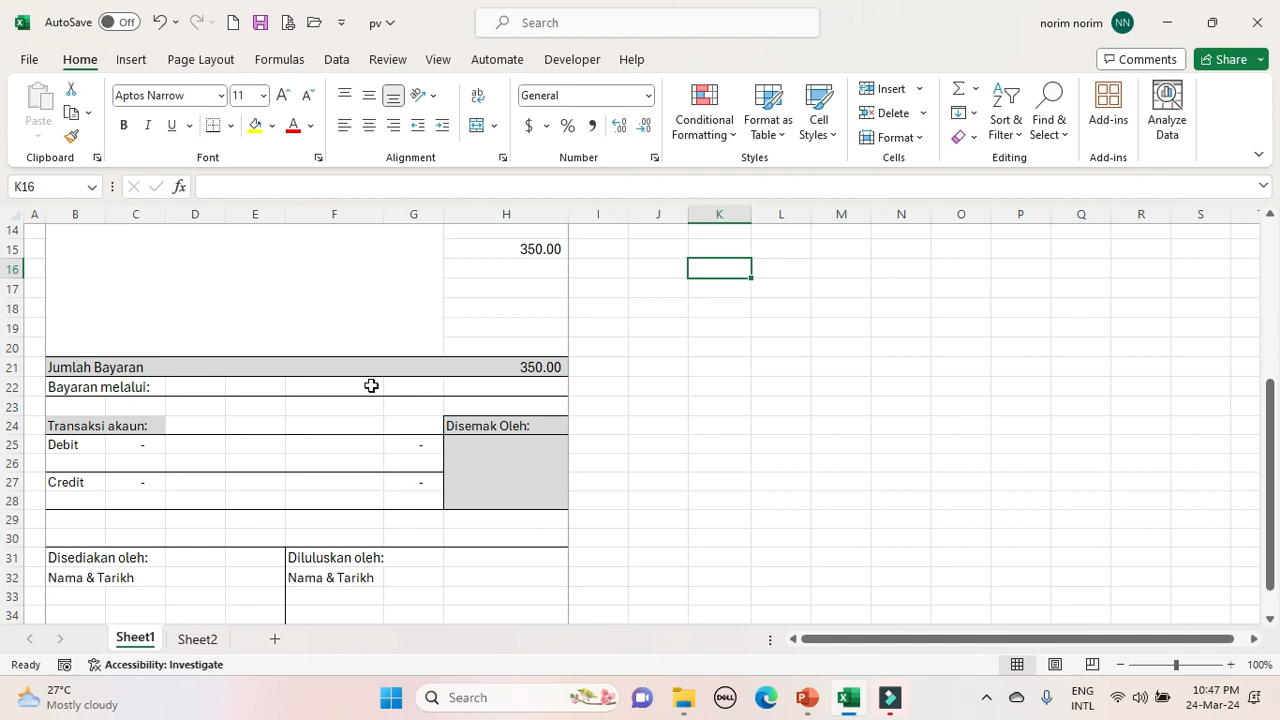 AutoSave Off pv Search norim norim NN
File Home Insert Page Layout Formulas Data Review View Automate Developer Help Comments Share
Paste Aptos Narrow 11 General Conditional Formatting Format as Table Cell Styles Insert Delete Format Sort & Filter Find & Select Add-ins Analyze Data
Clipboard Font Alignment Number Styles Cells Editing Add-ins
K16
A B C D E F G H I J K L M N O P Q R S
14
15 350.00
16
17
18
19
20
21 Jumlah Bayaran 350.00
22 Bayaran melalui:
23
24 Transaksi akaun: Disemak Oleh:
25 Debit - -
26
27 Credit - -
28
29
30
31 Disediakan oleh: Diluluskan oleh:
32 Nama & Tarikh Nama & Tarikh
33
34
Sheet1 Sheet2
Ready Accessibility: Investigate 100%
27°C Mostly cloudy Search DELL ENG INTL 10:47 PM 24-Mar-24